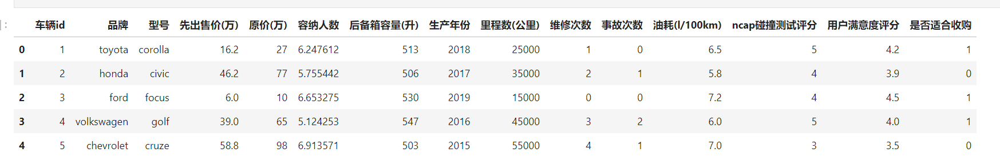 车辆id 品牌 型号 先出售价(万) 原价(万) 容纳人数 后备箱容量(升) 生产年份 里程数(公里) 维修次数 事故次数 油耗(l/100km) ncap碰撞测试评分 用户满意度评分 是否适合收购
0 1 toyota corolla 16.2 27 6.247612 513 2018 25000 1 0 6.5 5 4.2 1
1 2 honda civic 46.2 77 5.755442 506 2017 35000 2 1 5.8 4 3.9 0
2 3 ford focus 6.0 10 6.653275 530 2019 15000 0 0 7.2 4 4.5 1
3 4 volkswagen golf 39.0 65 5.124253 547 2016 45000 3 2 6.0 5 4.0 1
4 5 chevrolet cruze 58.8 98 6.913571 503 2015 55000 4 1 7.0 3 3.5 0